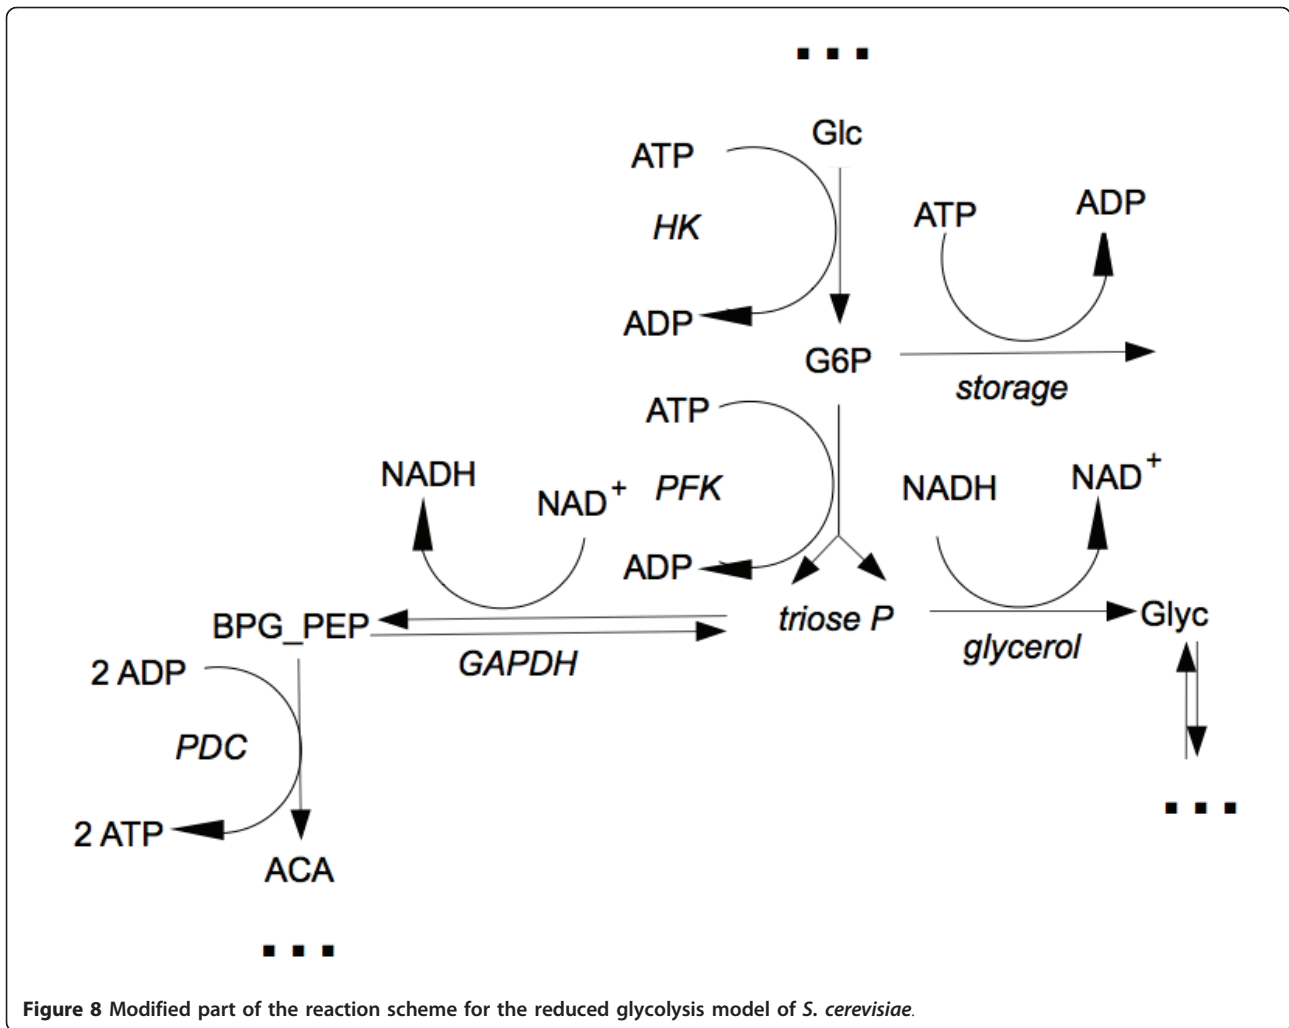 ...
Glc
ATP
HK
ATP
ADP
ADP
G6P
storage
ATP
NADH
NAD+
PFK
NADH
NAD+
ADP
BPG_PEP
triose P
Glyc
GAPDH
glycerol
2 ADP
PDC
...
2 ATP
ACA
...
Figure 8 Modified part of the reaction scheme for the reduced glycolysis model of S. cerevisiae.